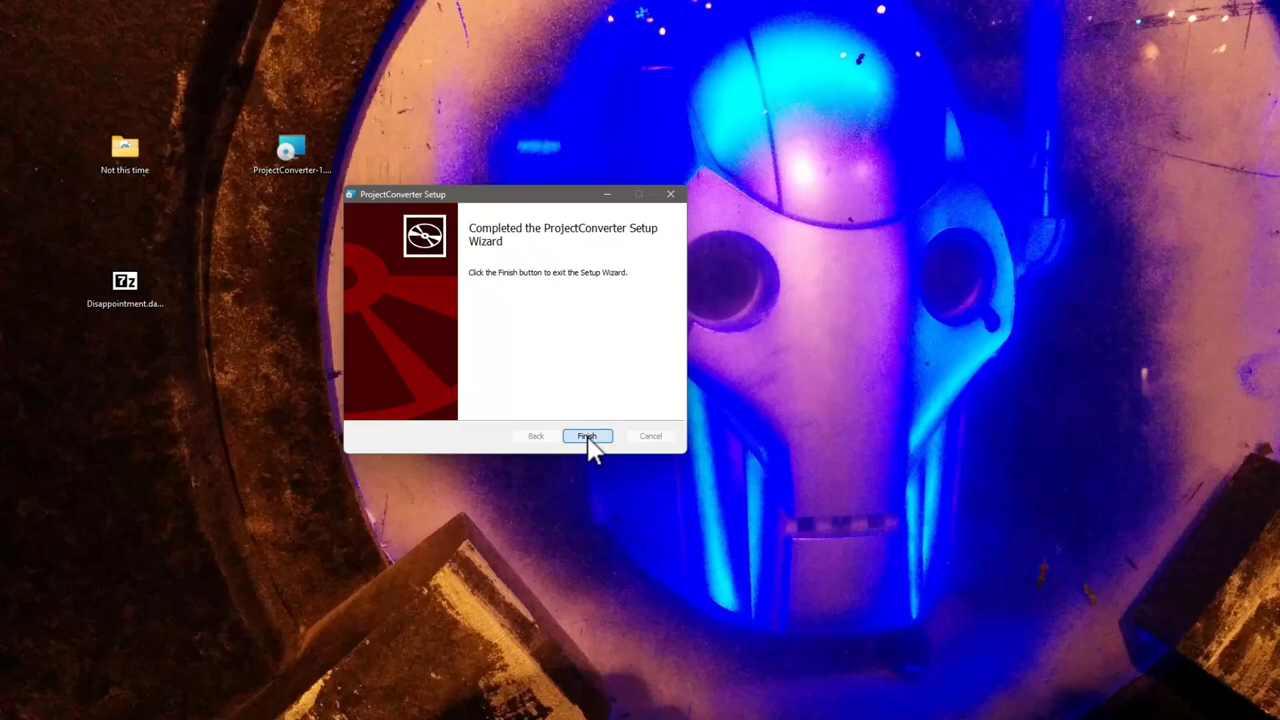 Not this time
ProjectConverter-1....
Disappointment.da...
ProjectConverter Setup
Completed the ProjectConverter Setup
Wizard
Click the Finish button to exit the Setup Wizard.
Back
Finish
Cancel